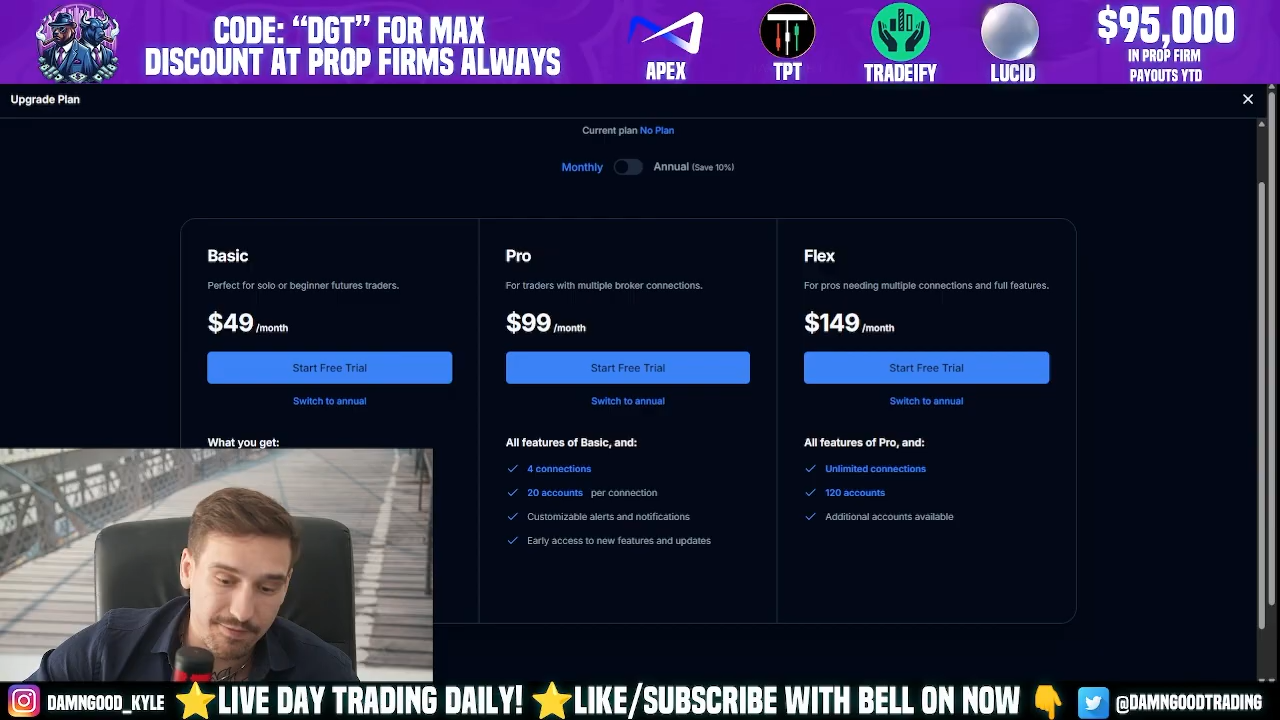 CODE: “DGT” FOR MAX
DISCOUNT AT PROP FIRMS ALWAYS
APEX
TPT
TRADEIFY
LUCID
$95,000
IN PROP FIRM
PAYOUTS YTD
Upgrade Plan
Current plan No Plan
Monthly
Annual (Save 10%)
Basic
Perfect for solo or beginner futures traders.
$49 /month
Start Free Trial
Switch to annual
What you get:
Pro
For traders with multiple broker connections.
$99 /month
Start Free Trial
Switch to annual
All features of Basic, and:
4 connections
20 accounts per connection
Customizable alerts and notifications
Early access to new features and updates
Flex
For pros needing multiple connections and full features.
$149 /month
Start Free Trial
Switch to annual
All features of Pro, and:
Unlimited connections
120 accounts
Additional accounts available
DAMNGOOD_KYLE
LIVE DAY TRADING DAILY!
LIKE/SUBSCRIBE WITH BELL ON NOW
@DAMNGOODTRADING